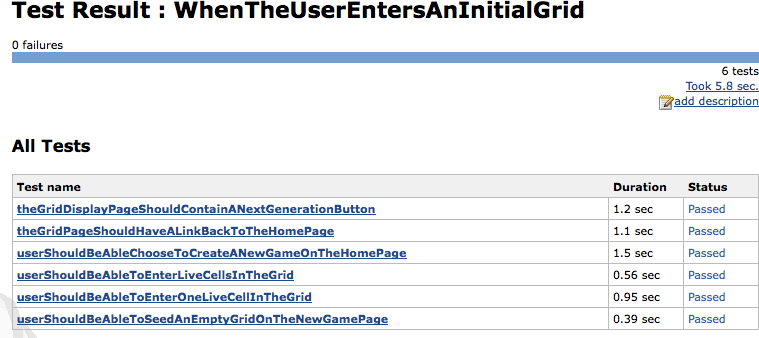 Test Result : WhenTheUserEntersAnInitialGrid
0 failures
6 tests
Took 5.8 sec.
add description
All Tests
Test name Duration Status
theGridDisplayPageShouldContainANextGenerationButton 1.2 sec Passed
theGridPageShouldHaveALinkBackToTheHomePage 1.1 sec Passed
userShouldBeAbleChooseToCreateANewGameOnTheHomePage 1.5 sec Passed
userShouldBeAbleToEnterLiveCellsInTheGrid 0.56 sec Passed
userShouldBeAbleToEnterOneLiveCellInTheGrid 0.95 sec Passed
userShouldBeAbleToSeedAnEmptyGridOnTheNewGamePage 0.39 sec Passed